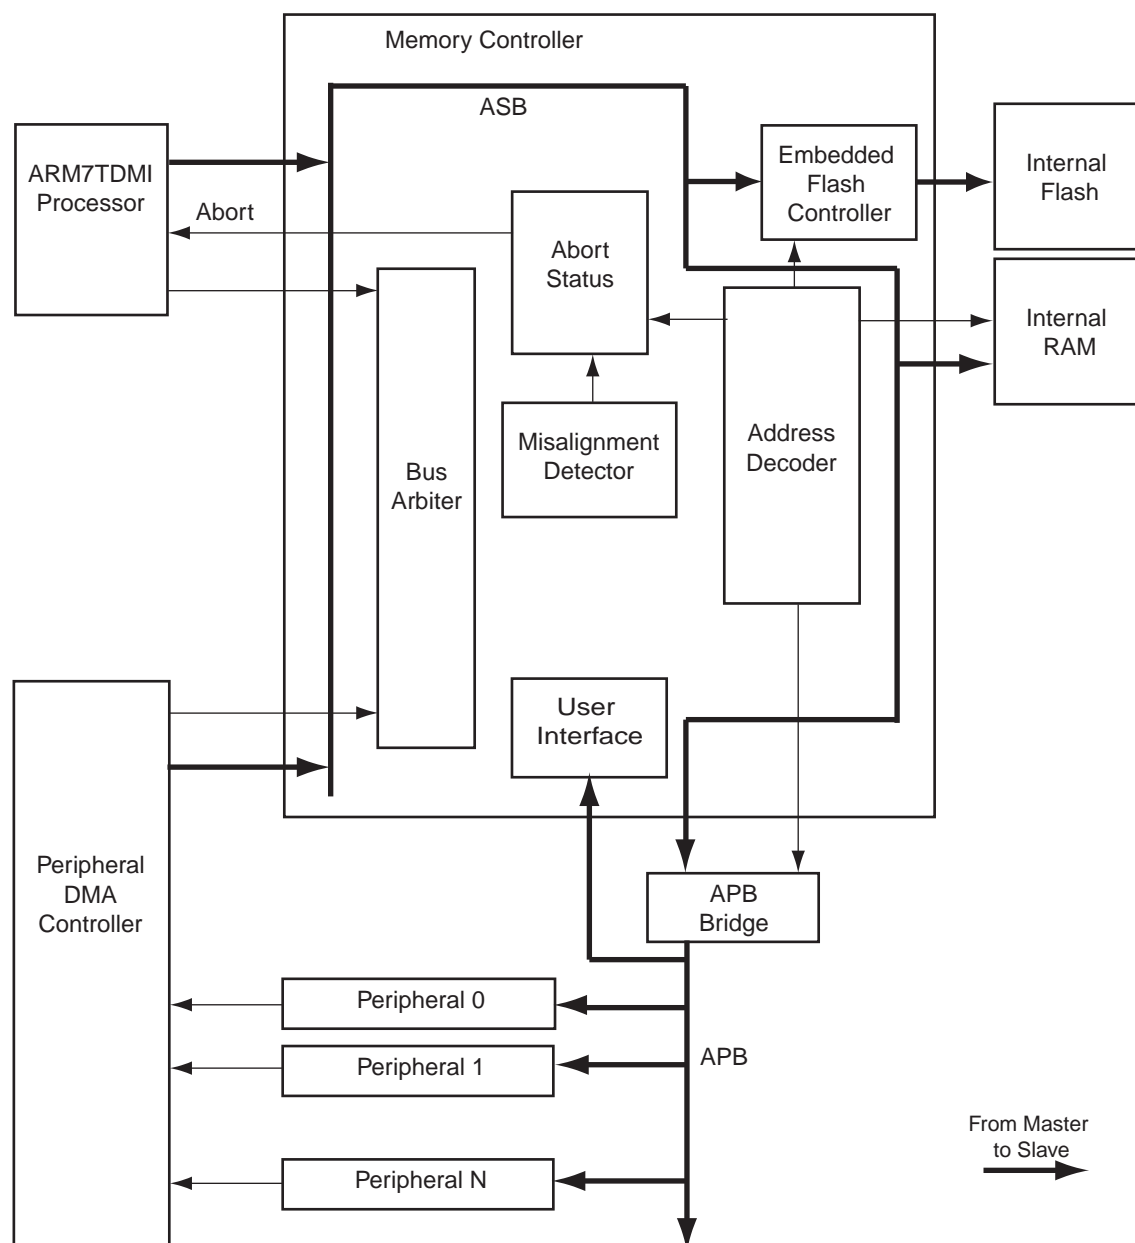 Memory Controller
ASB
ARM7TDMI
Processor
Abort
Embedded
Flash
Controller
Internal
Flash
Abort
Status
Internal
RAM
Misalignment
Detector
Address
Decoder
Bus
Arbiter
User
Interface
Peripheral
DMA
Controller
APB
Bridge
Peripheral 0
Peripheral 1
APB
Peripheral N
From Master
to Slave